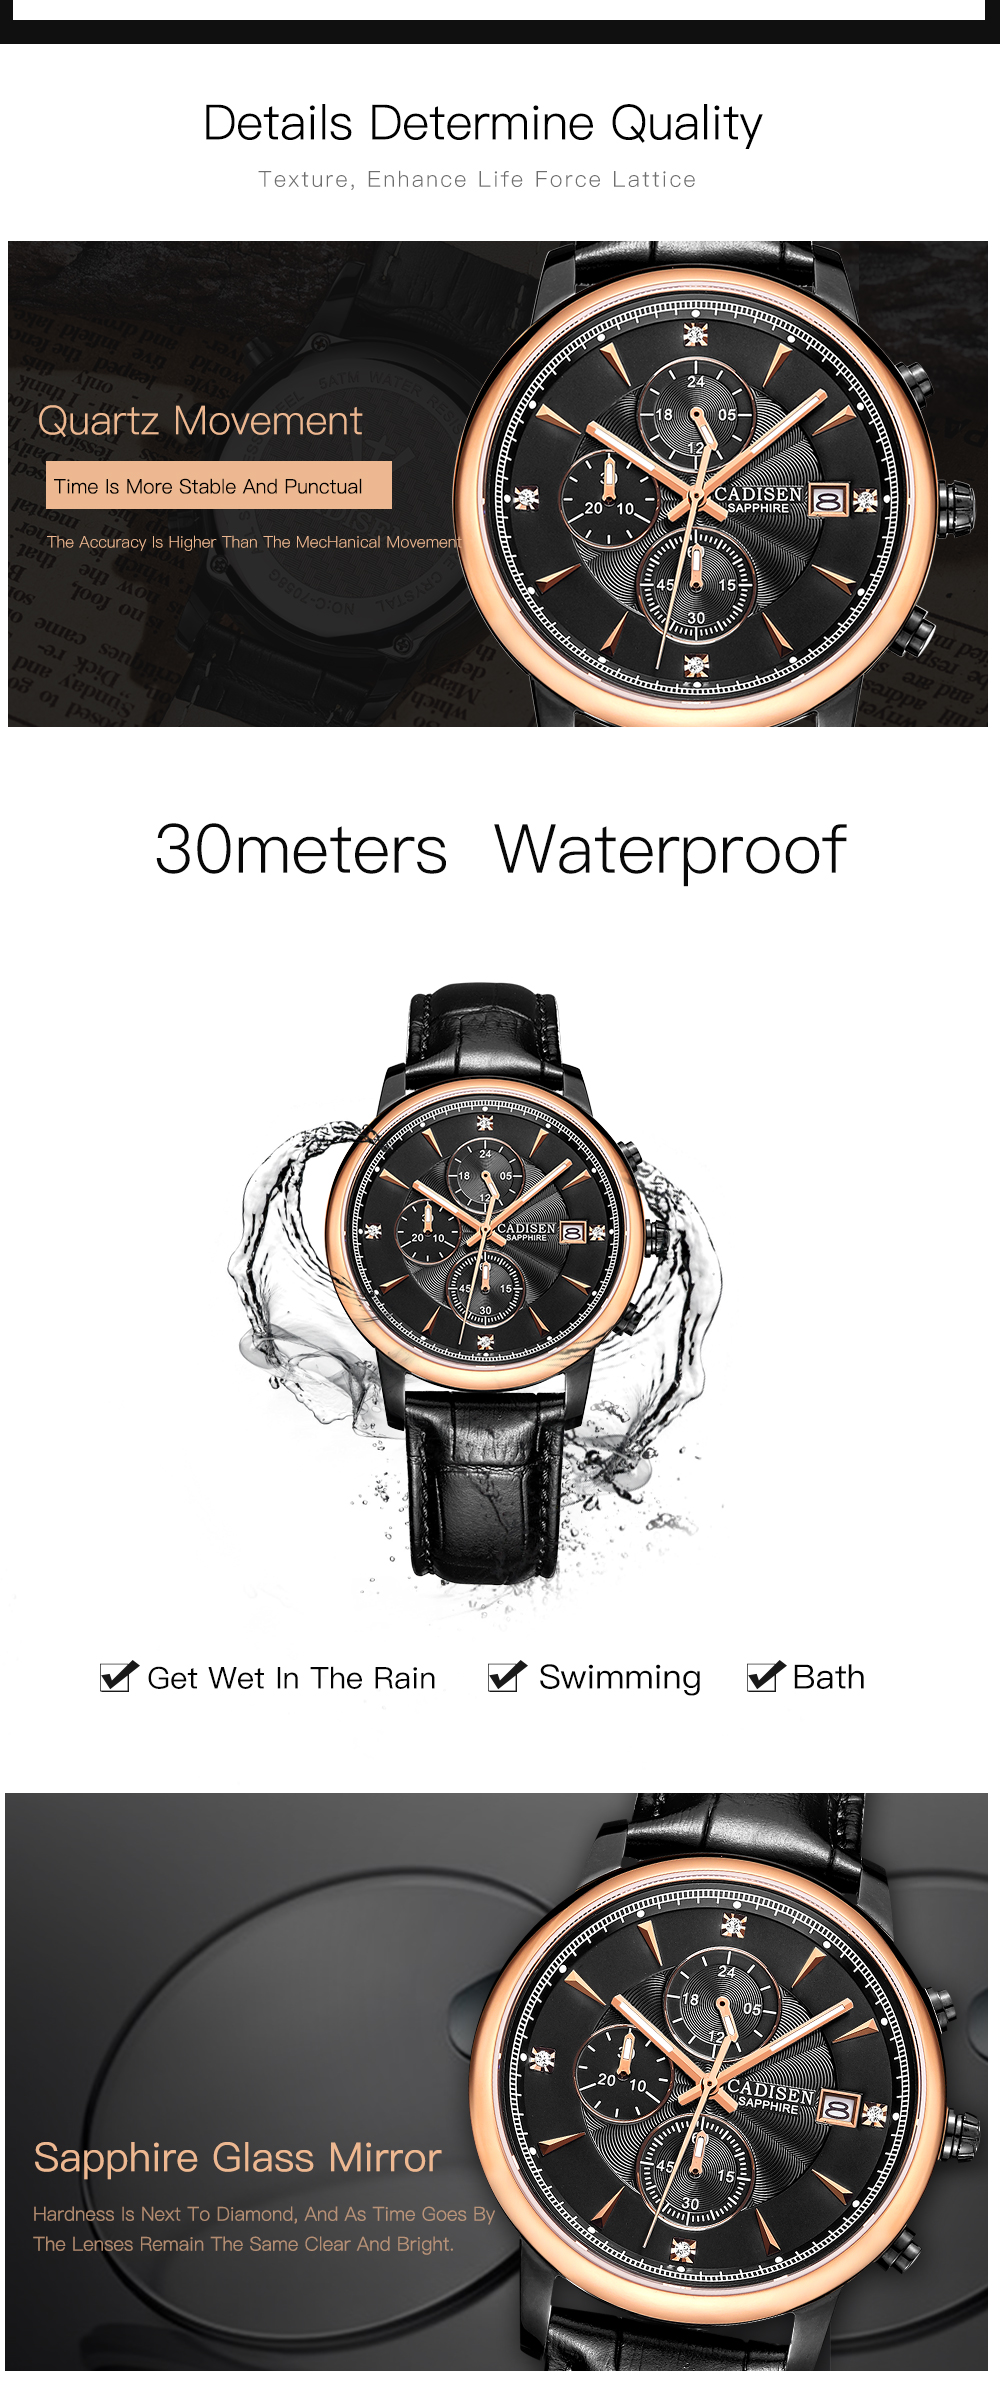 Details Determine Quality
Texture, Enhance Life Force Lattice
Quartz Movement
Time Is More Stable And Punctual
The Accuracy Is Higher Than The MecHanical Movement
5ATM WATER
24
18 05
12
20 10
CADISEN
SAPPHIRE
8
45 15
30
30meters Waterproof
24
18 05
12
20 10
CADISEN
SAPPHIRE
8
45 15
30
Get Wet In The Rain
Swimming
Bath
24
18 05
12
20 10
CADISEN
SAPPHIRE
8
45 15
30
Sapphire Glass Mirror
Hardness Is Next To Diamond, And As Time Goes By
The Lenses Remain The Same Clear And Bright.